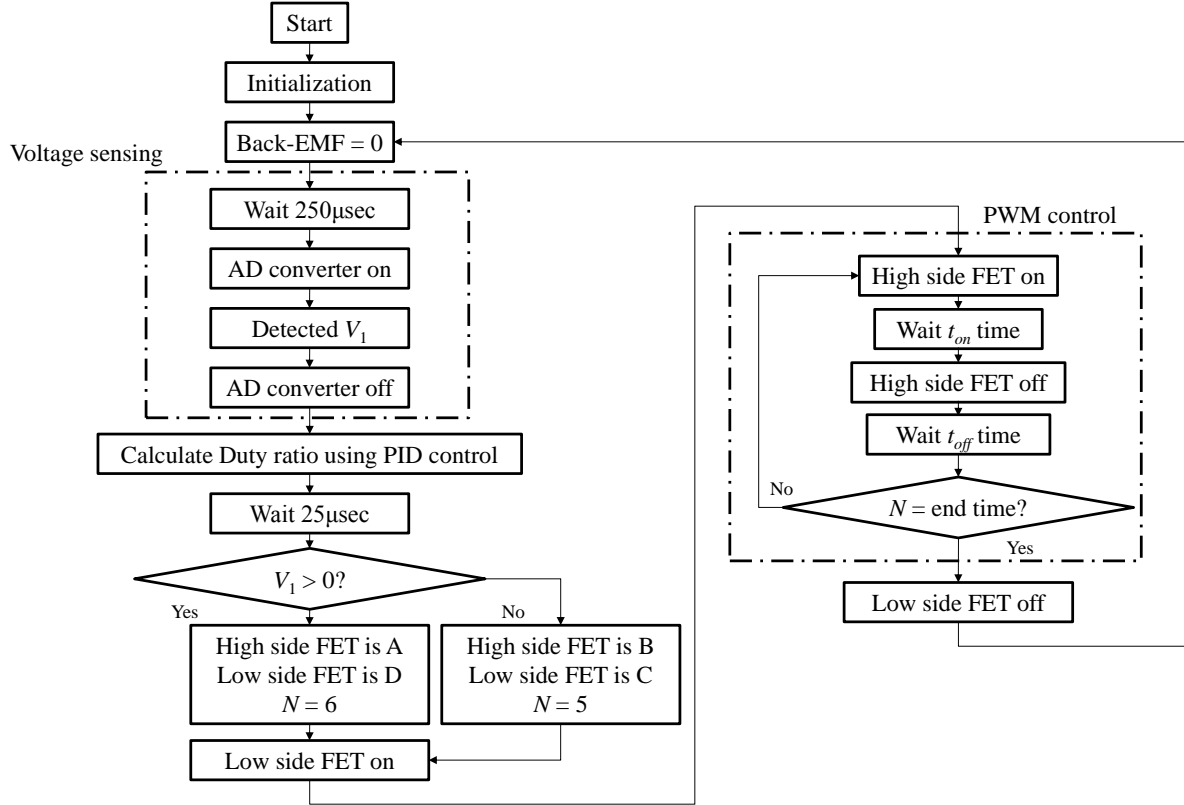 Start
Initialization
Back-EMF = 0
Voltage sensing
Wait 250μsec
AD converter on
Detected V₁
AD converter off
Calculate Duty ratio using PID control
Wait 25μsec
V₁ > 0?
Yes
No
High side FET is A
Low side FET is D
N = 6
High side FET is B
Low side FET is C
N = 5
Low side FET on
PWM control
High side FET on
Wait tₒₙ time
High side FET off
Wait t_off time
No
N = end time?
Yes
Low side FET off